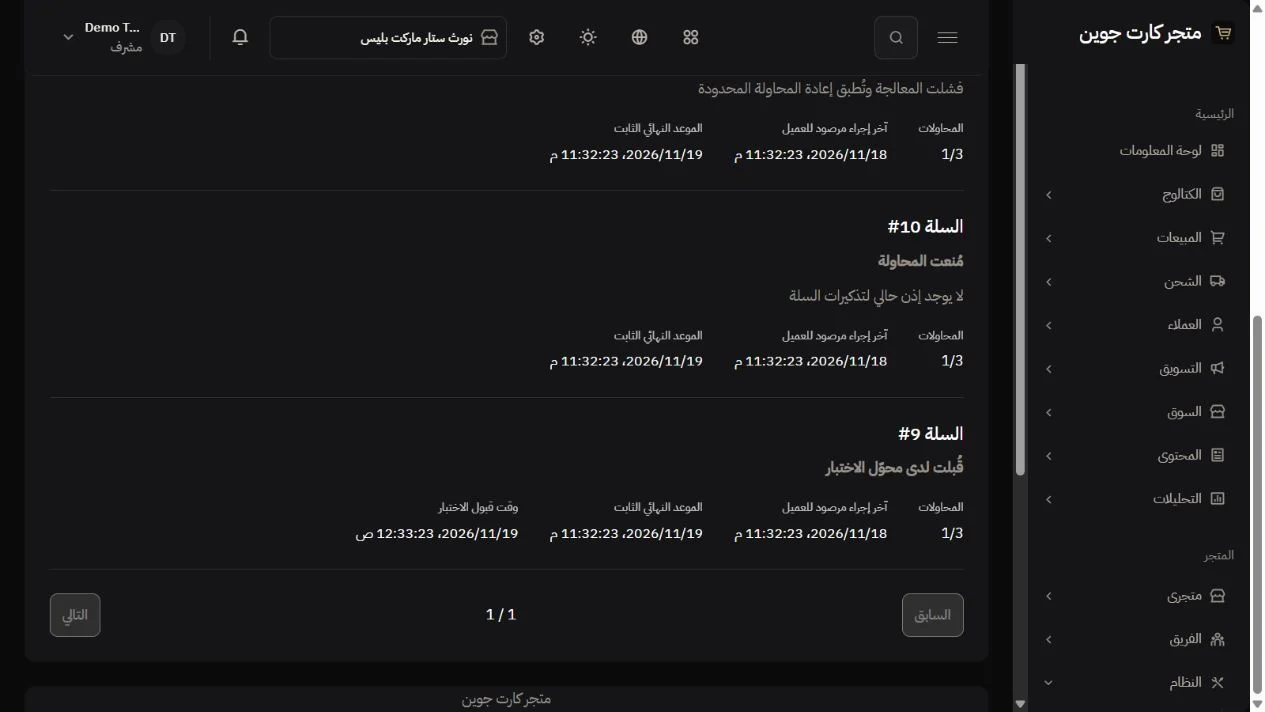 متجر كارت جوين
الرئيسية
لوحة المعلومات
الكتالوج
المبيعات
الشحن
العملاء
التسويق
السوق
المحتوى
التحليلات
المتجر
متجري
الفريق
النظام
نورث ستار ماركت بليس
Demo T...
مشرف
DT
فشلت المعالجة وتُطبق إعادة المحاولة المحدودة
المحاولات آخر إجراء مرصود للعميل الموعد النهائي الثابت
1/3 2026/11/18، 11:32:23 م 2026/11/19، 11:32:23 م
السلة 10#
مُنعت المحاولة
لا يوجد إذن حالي لتذكيرات السلة
المحاولات آخر إجراء مرصود للعميل الموعد النهائي الثابت
1/3 2026/11/18، 11:32:23 م 2026/11/19، 11:32:23 م
السلة 9#
قُبلت لدى محوّل الاختبار
المحاولات آخر إجراء مرصود للعميل الموعد النهائي الثابت وقت قبول الاختبار
1/3 2026/11/18، 11:32:23 م 2026/11/19، 11:32:23 م 2026/11/19، 12:33:23 ص
السابق 1 / 1 التالي
متجر كارت جوين